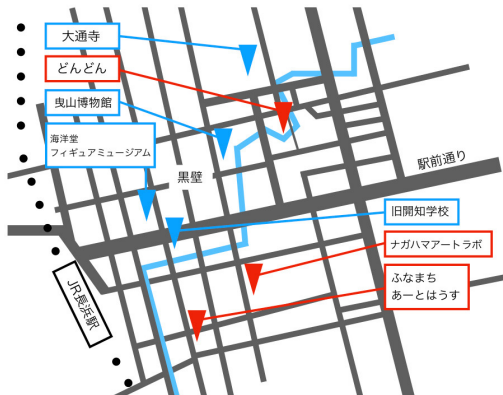 大通寺
どんどん
曳山博物館
海洋堂
フィギュアミュージアム
黒壁
駅前通り
旧開知学校
ナガハマアートラボ
ふなまち
あーとはうす
JR長浜駅